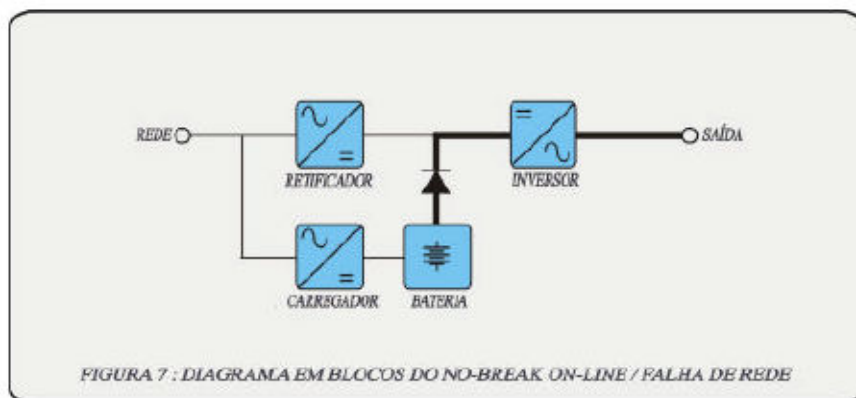 REDE
RETIFICADOR
INVERSOR
SAÍDA
CARREGADOR
BATERIA
FIGURA 7 : DIAGRAMA EM BLOCOS DO NO-BREAK ON-LINE / FALHA DE REDE